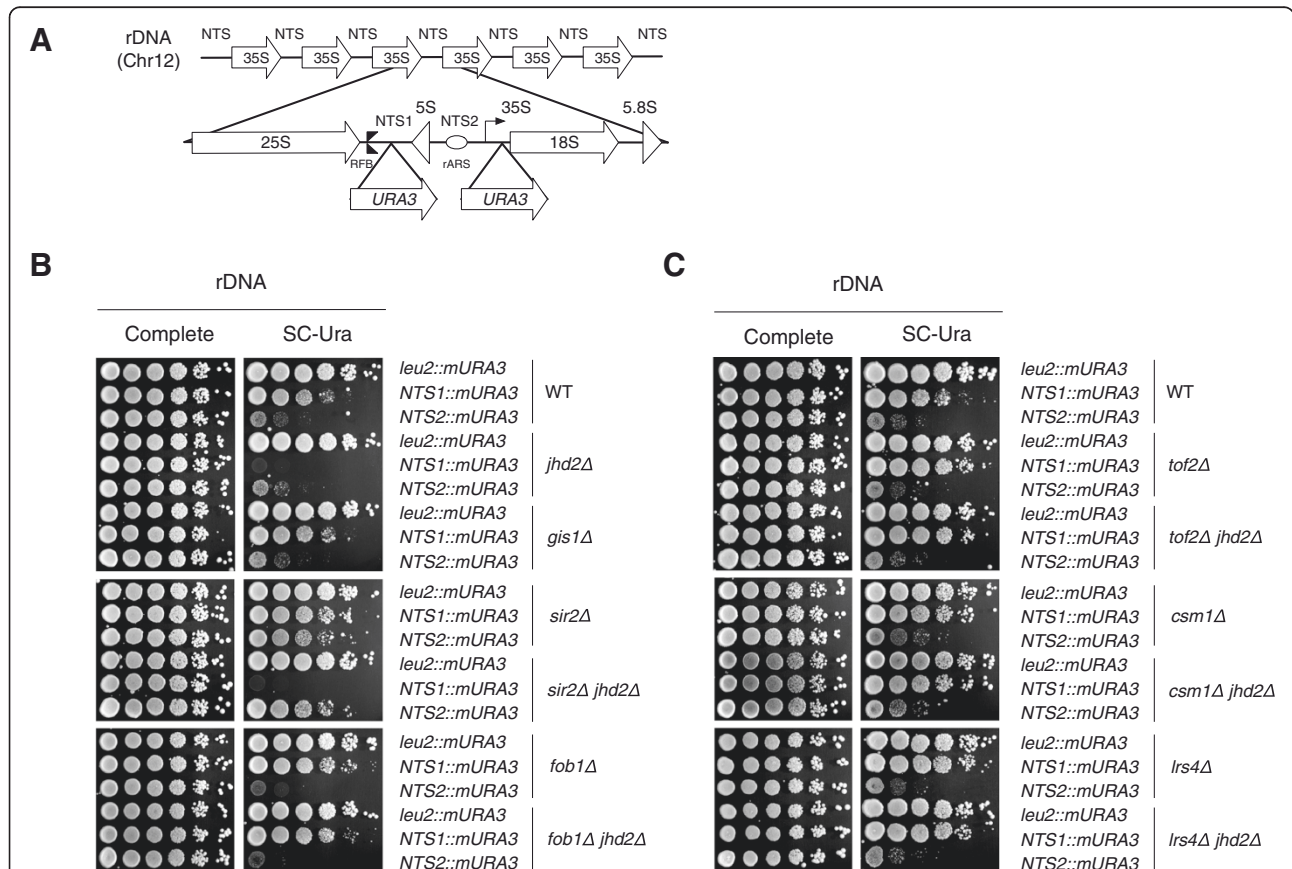 A
rDNA
(Chr12)
NTS NTS NTS NTS NTS NTS NTS
35S 35S 35S 35S 35S 35S
5S 35S 5.8S
NTS1 NTS2
25S 18S
RFB rARS
URA3 URA3
B
rDNA
Complete SC-Ura
leu2::mURA3
NTS1::mURA3 WT
NTS2::mURA3
leu2::mURA3
NTS1::mURA3 jhd2Δ
NTS2::mURA3
leu2::mURA3
NTS1::mURA3 gis1Δ
NTS2::mURA3
leu2::mURA3
NTS1::mURA3 sir2Δ
NTS2::mURA3
leu2::mURA3
NTS1::mURA3 sir2Δ jhd2Δ
NTS2::mURA3
leu2::mURA3
NTS1::mURA3 fob1Δ
NTS2::mURA3
leu2::mURA3
NTS1::mURA3 fob1Δ jhd2Δ
NTS2::mURA3
C
rDNA
Complete SC-Ura
leu2::mURA3
NTS1::mURA3 WT
NTS2::mURA3
leu2::mURA3
NTS1::mURA3 tof2Δ
NTS2::mURA3
leu2::mURA3
NTS1::mURA3 tof2Δ jhd2Δ
NTS2::mURA3
leu2::mURA3
NTS1::mURA3 csm1Δ
NTS2::mURA3
leu2::mURA3
NTS1::mURA3 csm1Δ jhd2Δ
NTS2::mURA3
leu2::mURA3
NTS1::mURA3 lrs4Δ
NTS2::mURA3
leu2::mURA3
NTS1::mURA3 lrs4Δ jhd2Δ
NTS2::mURA3